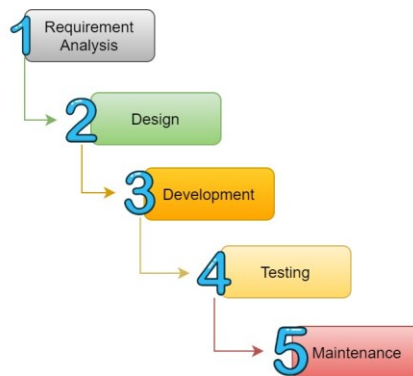 1
Requirement
Analysis
2
Design
3
Development
4
Testing
5
Maintenance